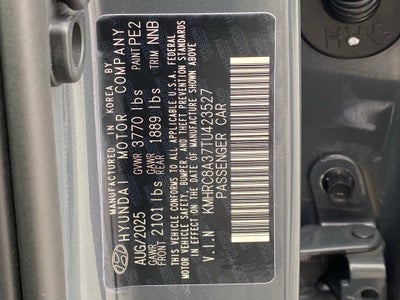 MANUFACTURED IN KOREA BY
HYUNDAI MOTOR COMPANY
AUG/2025 GVWR 3770 lbs PAINT PE2
GAWR FRONT 2101 lbs GAWR REAR 1889 lbs TRIM NNB
THIS VEHICLE CONFORMS TO ALL APPLICABLE U.S.A. FEDERAL
MOTOR VEHICLE SAFETY, BUMPER, AND THEFT PREVENTION STANDARDS
IN EFFECT ON THE DATE OF MANUFACTURE SHOWN ABOVE.
V.I.N KMHRC8A37TU423527
PASSENGER CAR
H